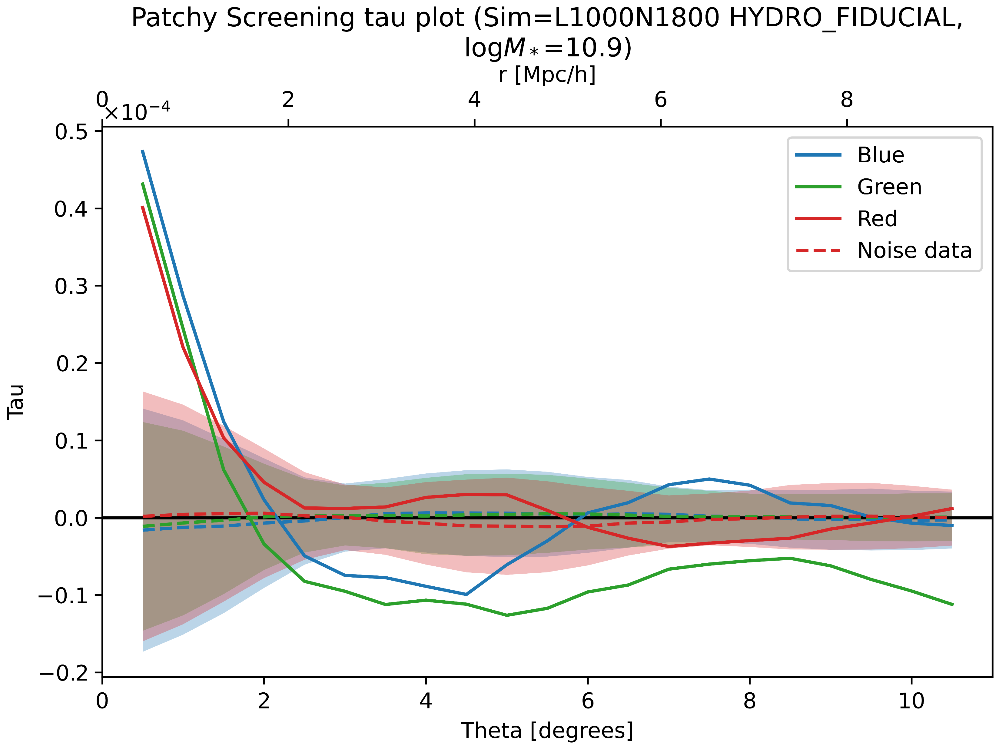 Patchy Screening tau plot (Sim=L1000N1800 HYDRO_FIDUCIAL,
logM*=10.9)
r [Mpc/h]
0 2 4 6 8
×10⁻⁴
0.5
0.4
0.3
0.2
0.1
0.0
−0.1
−0.2
Tau
Blue
Green
Red
Noise data
0 2 4 6 8 10
Theta [degrees]